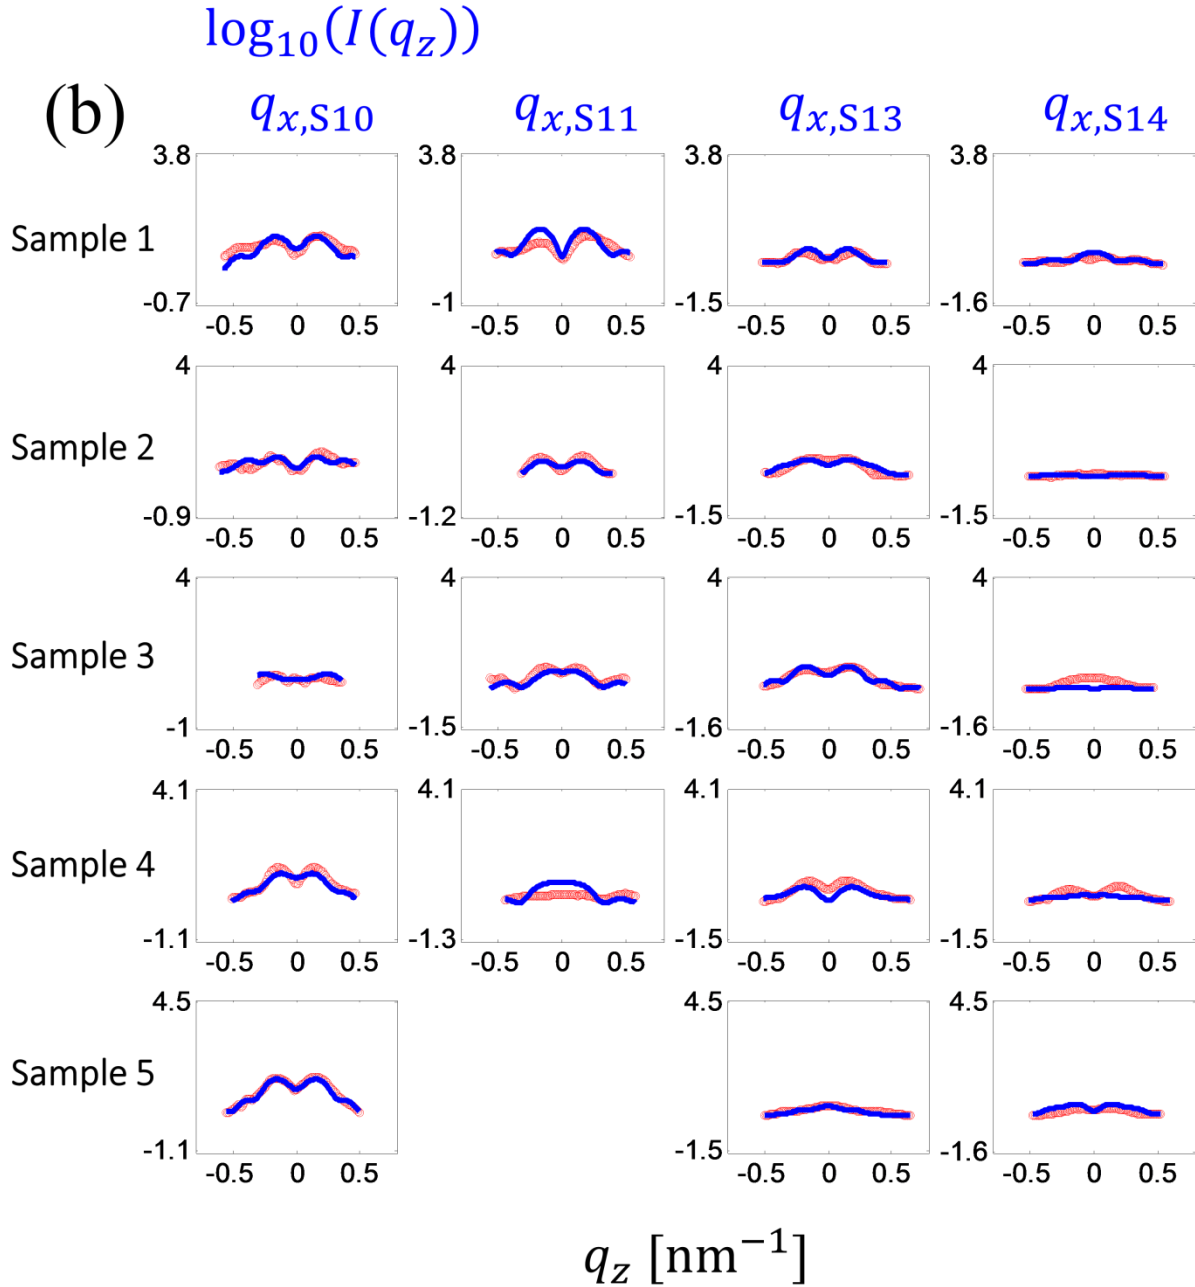 log₁₀(I(q_z))
(b) q_x,S10 q_x,S11 q_x,S13 q_x,S14
3.8 3.8 3.8 3.8
Sample 1
-0.7 -1 -1.5 -1.6
-0.5 0 0.5 -0.5 0 0.5 -0.5 0 0.5 -0.5 0 0.5
4 4 4 4
Sample 2
-0.9 -1.2 -1.5 -1.5
-0.5 0 0.5 -0.5 0 0.5 -0.5 0 0.5 -0.5 0 0.5
4 4 4 4
Sample 3
-1 -1.5 -1.6 -1.6
-0.5 0 0.5 -0.5 0 0.5 -0.5 0 0.5 -0.5 0 0.5
4.1 4.1 4.1 4.1
Sample 4
-1.1 -1.3 -1.5 -1.5
-0.5 0 0.5 -0.5 0 0.5 -0.5 0 0.5 -0.5 0 0.5
4.5 4.5 4.5
Sample 5
-1.1 -1.5 -1.6
-0.5 0 0.5 -0.5 0 0.5 -0.5 0 0.5
q_z [nm⁻¹]